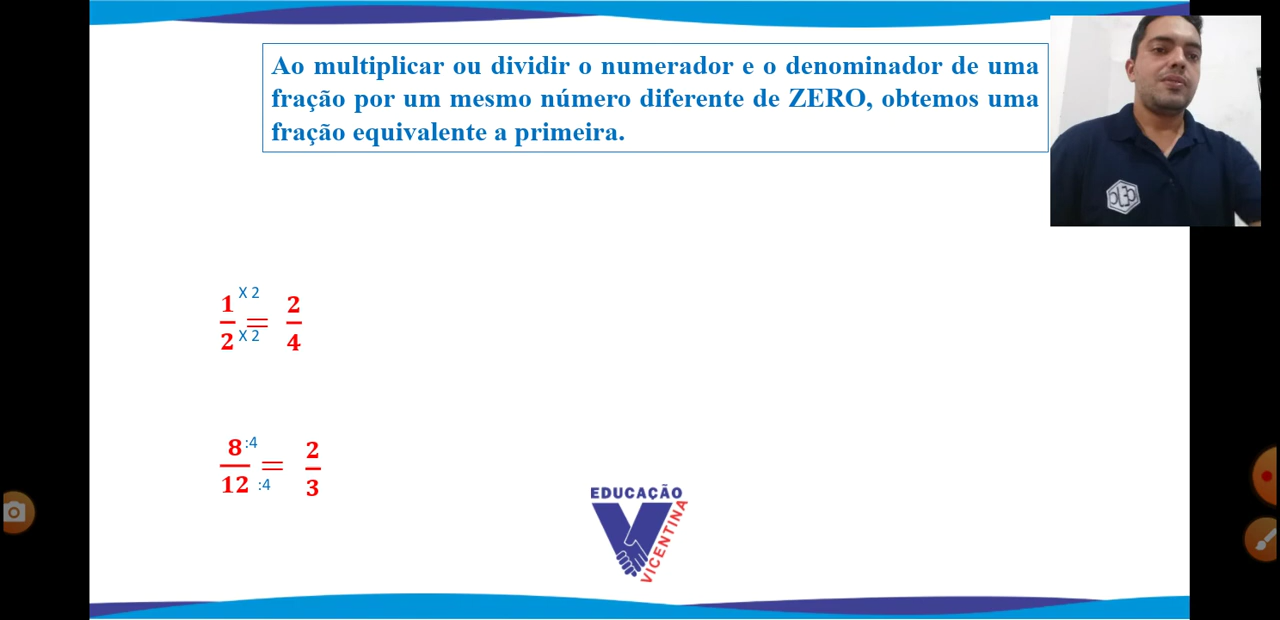 Ao multiplicar ou dividir o numerador e o denominador de uma
fração por um mesmo número diferente de ZERO, obtemos uma
fração equivalente a primeira.
1 X 2 2
=
2 X 2 4
8 :4 2
=
12 :4 3
EDUCAÇÃO
VICENTINA